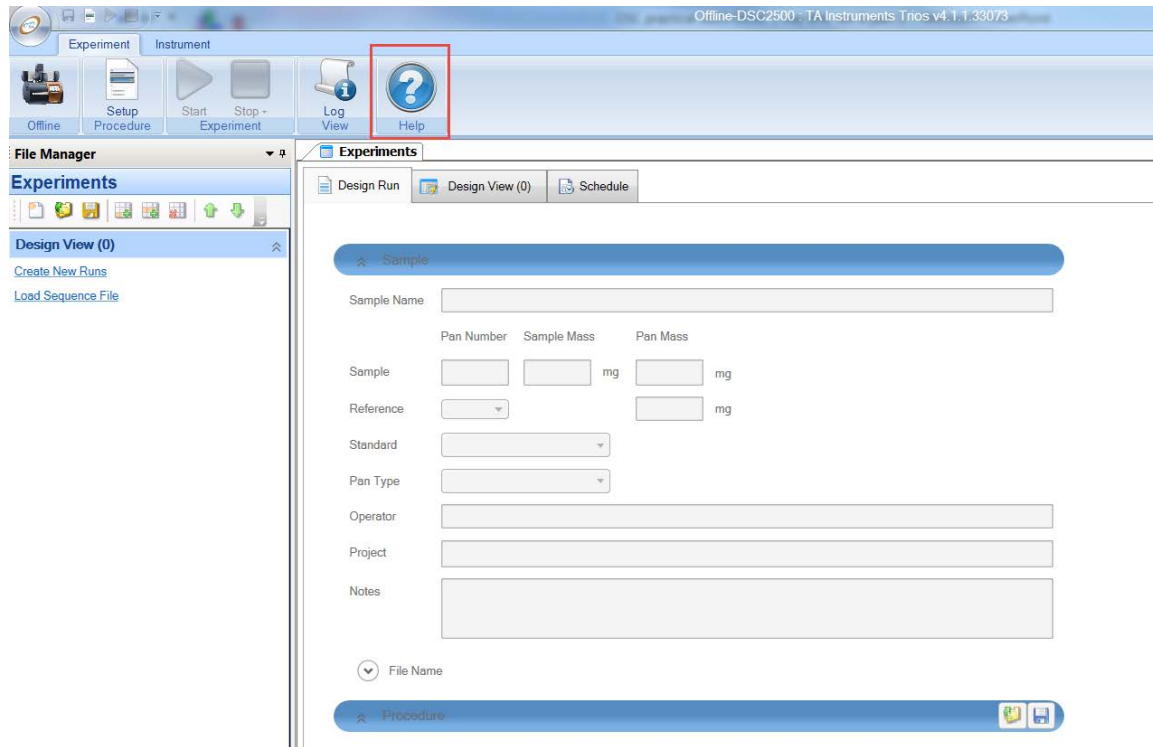 Offline-DSC2500 : TA Instruments Trios v4.1.1.33073
Experiment Instrument
Setup Start Stop Log
Offline Procedure Experiment View Help
File Manager
Experiments
Experiments
Design Run Design View (0) Schedule
Design View (0)
Create New Runs
Load Sequence File
Sample
Sample Name
Pan Number Sample Mass Pan Mass
Sample mg mg
Reference mg
Standard
Pan Type
Operator
Project
Notes
File Name
Procedure